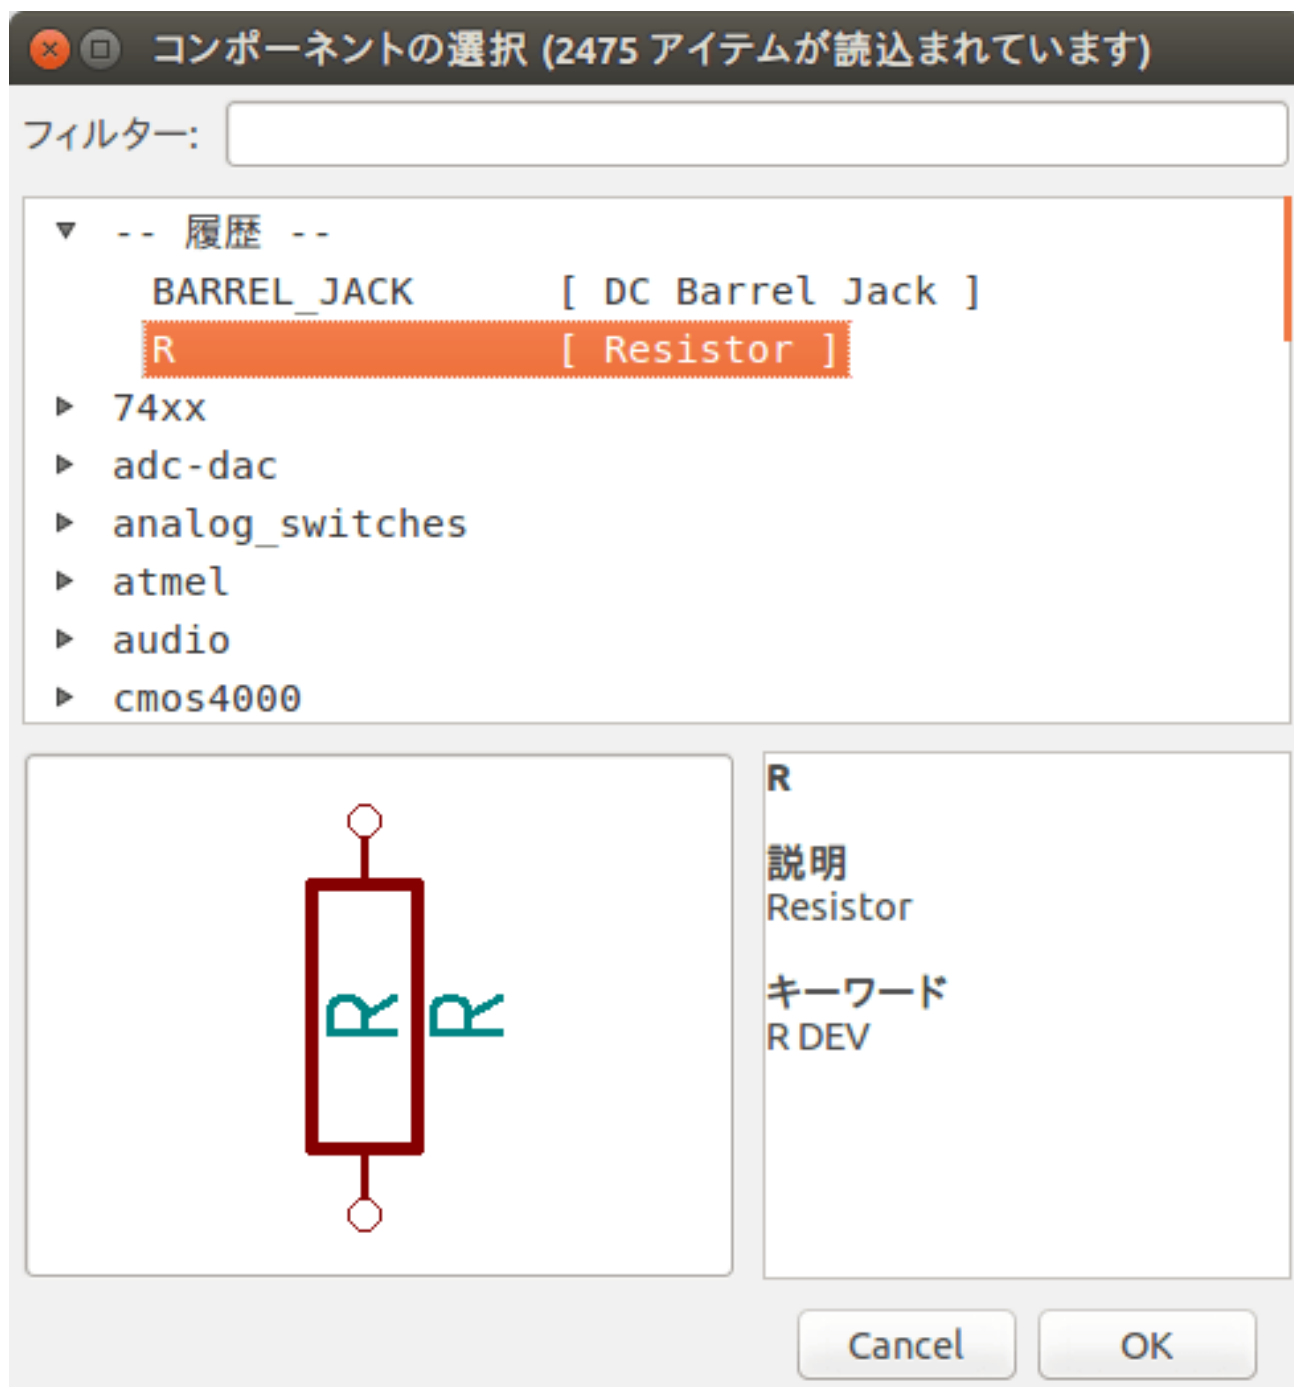 コンポーネントの選択 (2475 アイテムが読込まれています)
フィルター:
-- 履歴 --
BARREL_JACK [ DC Barrel Jack ]
R [ Resistor ]
74xx
adc-dac
analog_switches
atmel
audio
cmos4000
R R
R
説明
Resistor
キーワード
R DEV
Cancel OK